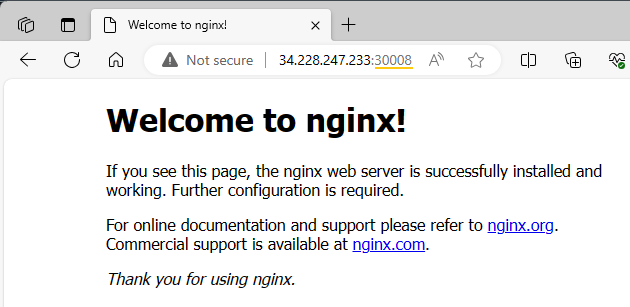 Welcome to nginx!
Not secure
34.228.247.233:30008
Welcome to nginx!
If you see this page, the nginx web server is successfully installed and
working. Further configuration is required.
For online documentation and support please refer to nginx.org.
Commercial support is available at nginx.com.
Thank you for using nginx.